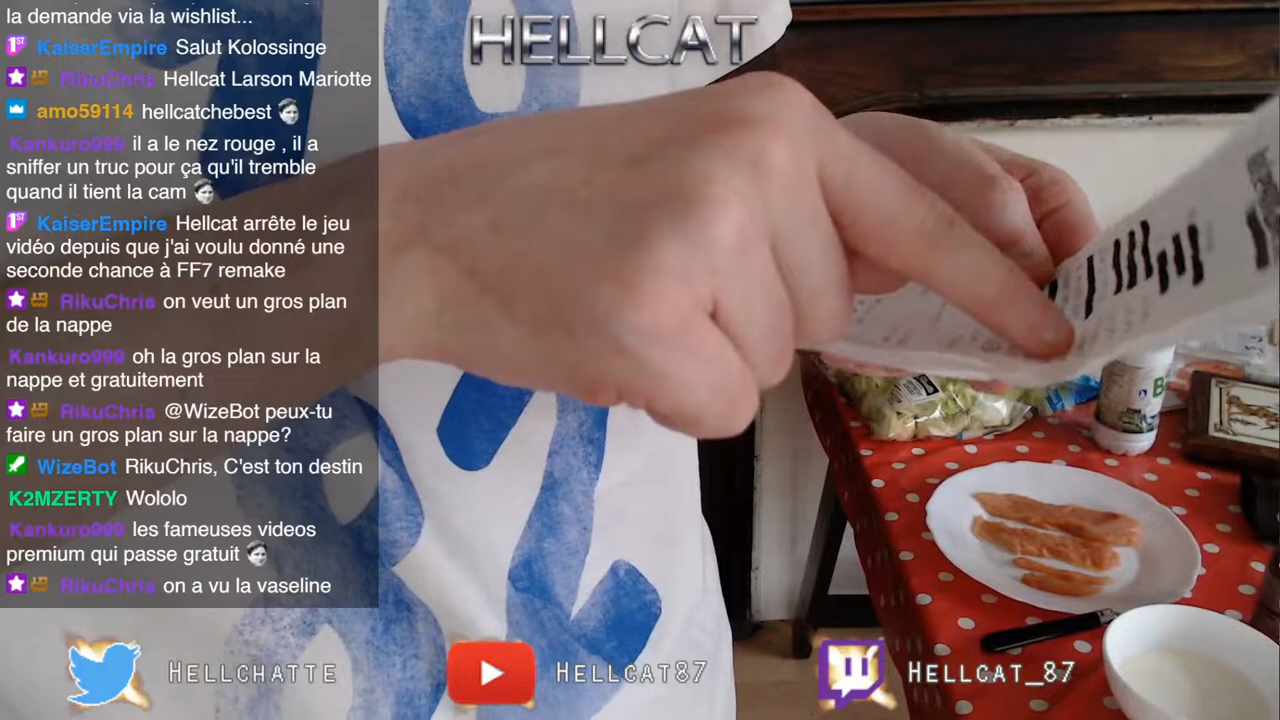 la demande via la wishlist...
KaiserEmpire Salut Kolossinge
RikuChris Hellcat Larson Mariotte
amo59114 hellcatchebest
Kankuro999 il a le nez rouge , il a
sniffer un truc pour ça qu'il tremble
quand il tient la cam
KaiserEmpire Hellcat arrête le jeu
vidéo depuis que j'ai voulu donné une
seconde chance à FF7 remake
RikuChris on veut un gros plan
de la nappe
Kankuro999 oh la gros plan sur la
nappe et gratuitement
RikuChris @WizeBot peux-tu
faire un gros plan sur la nappe?
WizeBot RikuChris, C'est ton destin
K2MZERTY Wololo
Kankuro999 les fameuses videos
premium qui passe gratuit
RikuChris on a vu la vaseline
HELLCAT
HELLCHATTE
HELLCAT87
HELLCAT_87